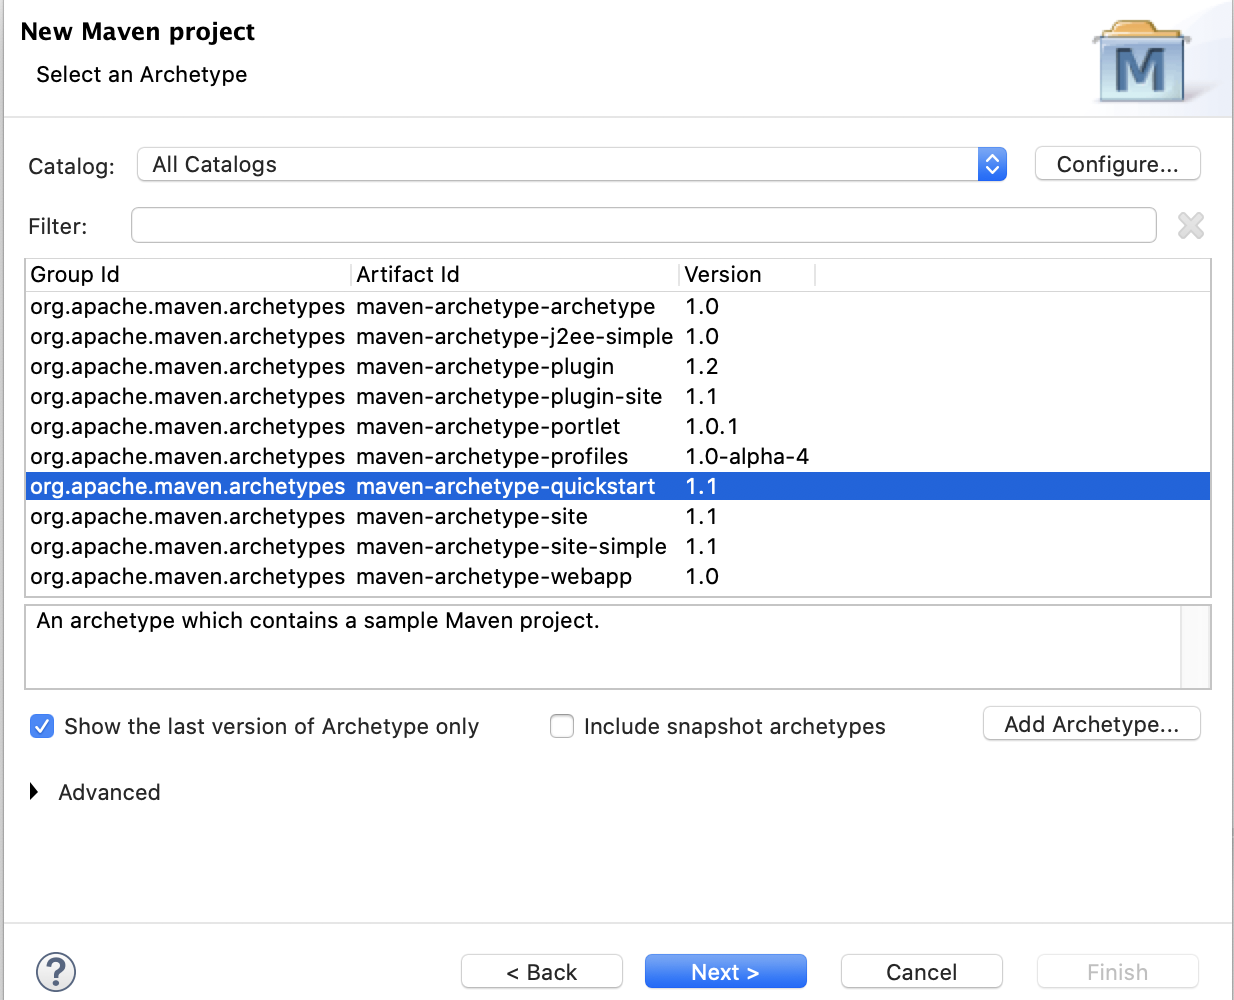 New Maven project
Select an Archetype
M
Catalog: All Catalogs Configure...
Filter:
Group Id Artifact Id Version
org.apache.maven.archetypes maven-archetype-archetype 1.0
org.apache.maven.archetypes maven-archetype-j2ee-simple 1.0
org.apache.maven.archetypes maven-archetype-plugin 1.2
org.apache.maven.archetypes maven-archetype-plugin-site 1.1
org.apache.maven.archetypes maven-archetype-portlet 1.0.1
org.apache.maven.archetypes maven-archetype-profiles 1.0-alpha-4
org.apache.maven.archetypes maven-archetype-quickstart 1.1
org.apache.maven.archetypes maven-archetype-site 1.1
org.apache.maven.archetypes maven-archetype-site-simple 1.1
org.apache.maven.archetypes maven-archetype-webapp 1.0
An archetype which contains a sample Maven project.
Show the last version of Archetype only Include snapshot archetypes Add Archetype...
Advanced
? < Back Next > Cancel Finish